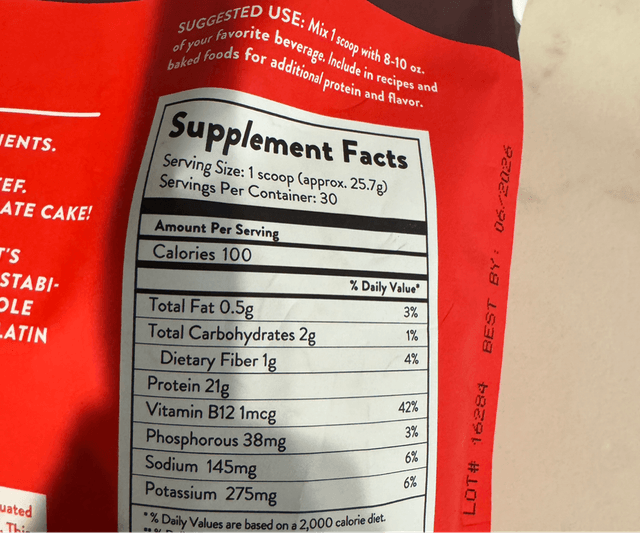 SUGGESTED USE: Mix 1 scoop with 8-10 oz.
of your favorite beverage. Include in recipes and
baked foods for additional protein and flavor.
Supplement Facts
Serving Size: 1 scoop (approx. 25.7g)
Servings Per Container: 30
Amount Per Serving
Calories 100
% Daily Value*
Total Fat 0.5g 3%
Total Carbohydrates 2g 1%
Dietary Fiber 1g 4%
Protein 21g
Vitamin B12 1mcg 42%
Phosphorous 38mg 3%
Sodium 145mg 6%
Potassium 275mg 6%
*% Daily Values are based on a 2,000 calorie diet.
ENTS.
EF.
ATE CAKE!
T'S
STABI-
OLE
ATIN
uated
LOT# 16284 BEST BY: 06/2026